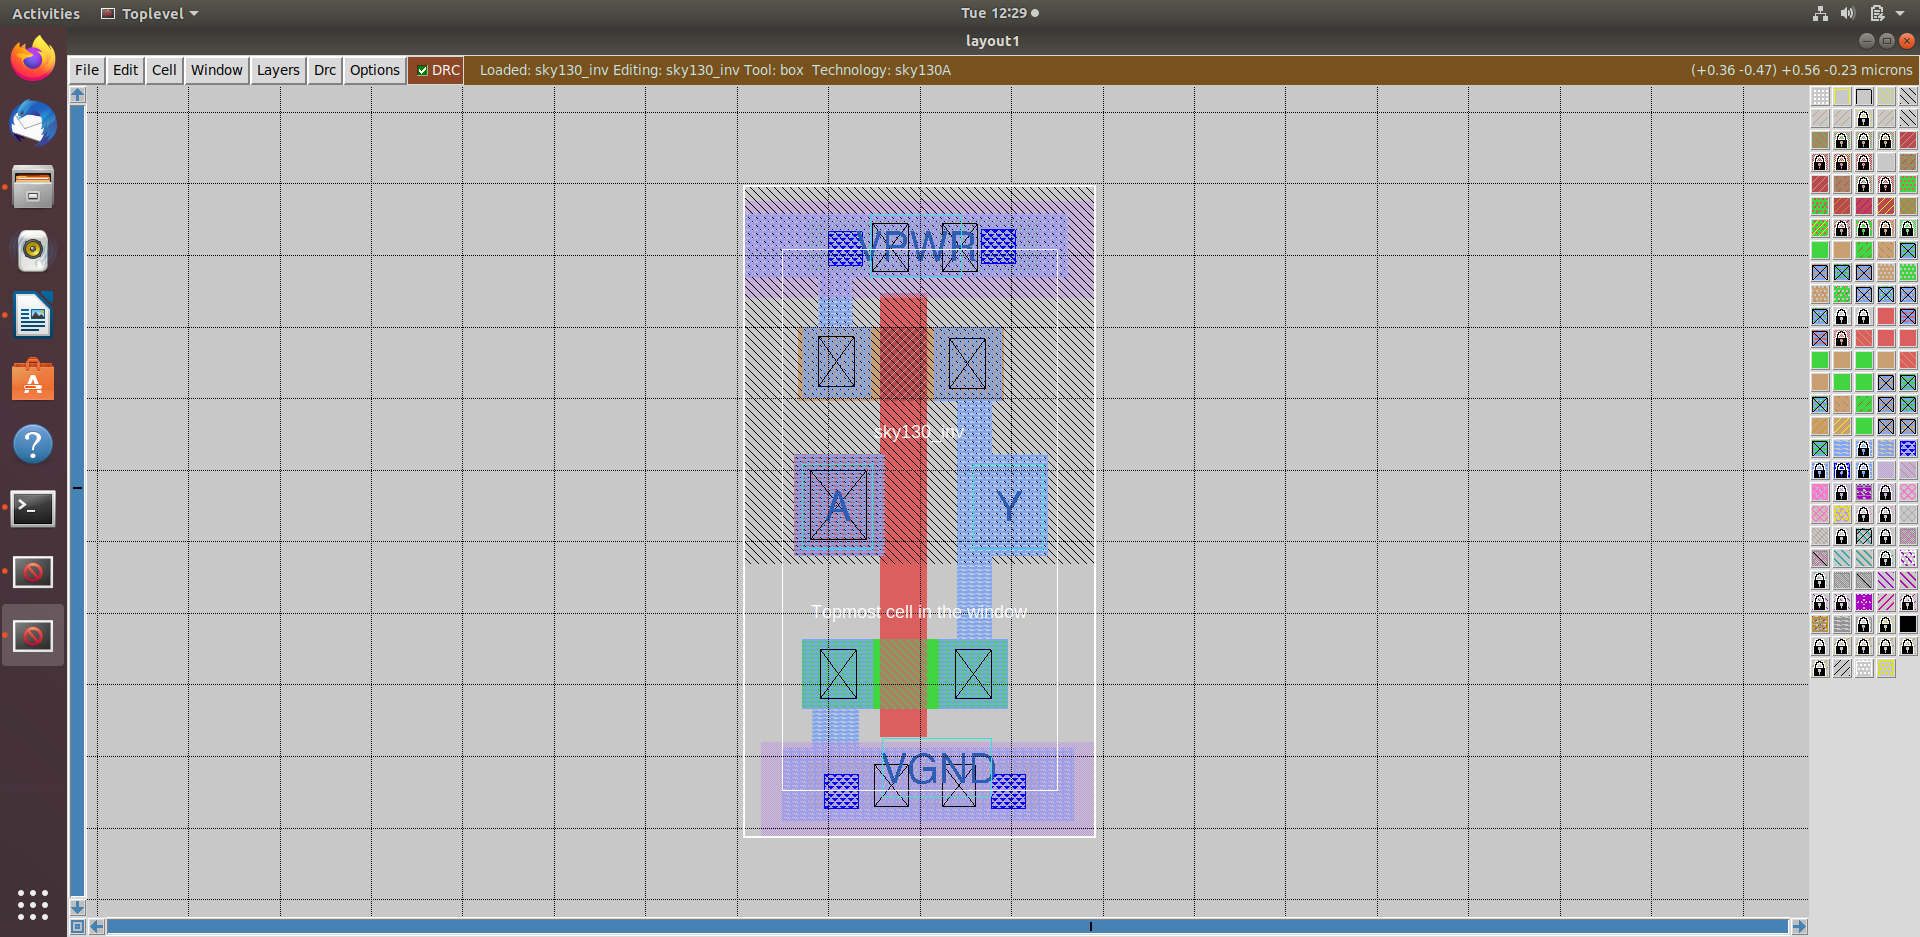 Activities Toplevel Tue 12:29
layout1
File Edit Cell Window Layers Drc Options DRC Loaded: sky130_inv Editing: sky130_inv Tool: box Technology: sky130A (+0.36 -0.47) +0.56 -0.23 microns
VPWR
sky130_inv
A Y
Topmost cell in the window
VGND